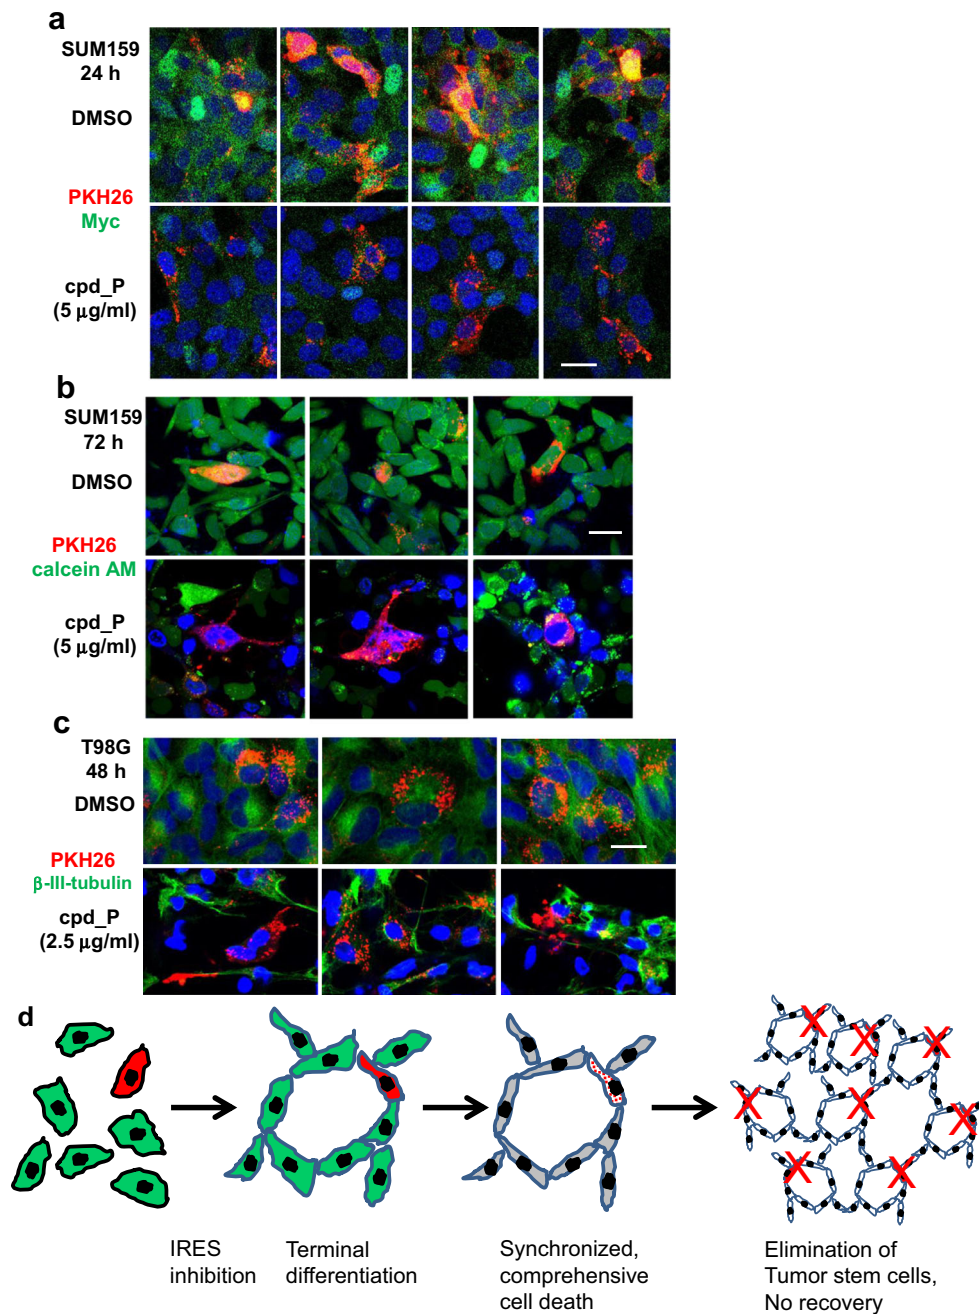 a
SUM159
24 h
DMSO
PKH26
Myc
cpd_P
(5 µg/ml)
b
SUM159
72 h
DMSO
PKH26
calcein AM
cpd_P
(5 µg/ml)
c
T98G
48 h
DMSO
PKH26
β-III-tubulin
cpd_P
(2.5 µg/ml)
d
IRES
inhibition
Terminal
differentiation
Synchronized,
comprehensive
cell death
Elimination of
Tumor stem cells,
No recovery